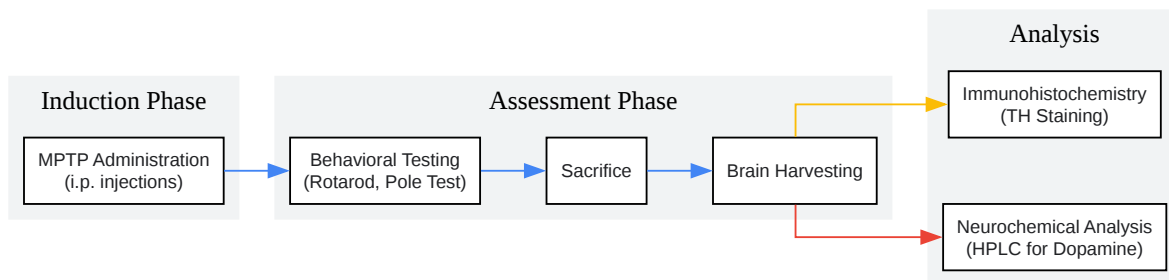 Induction Phase
MPTP Administration
(i.p. injections)
Assessment Phase
Behavioral Testing
(Rotarod, Pole Test)
Sacrifice
Brain Harvesting
Analysis
Immunohistochemistry
(TH Staining)
Neurochemical Analysis
(HPLC for Dopamine)